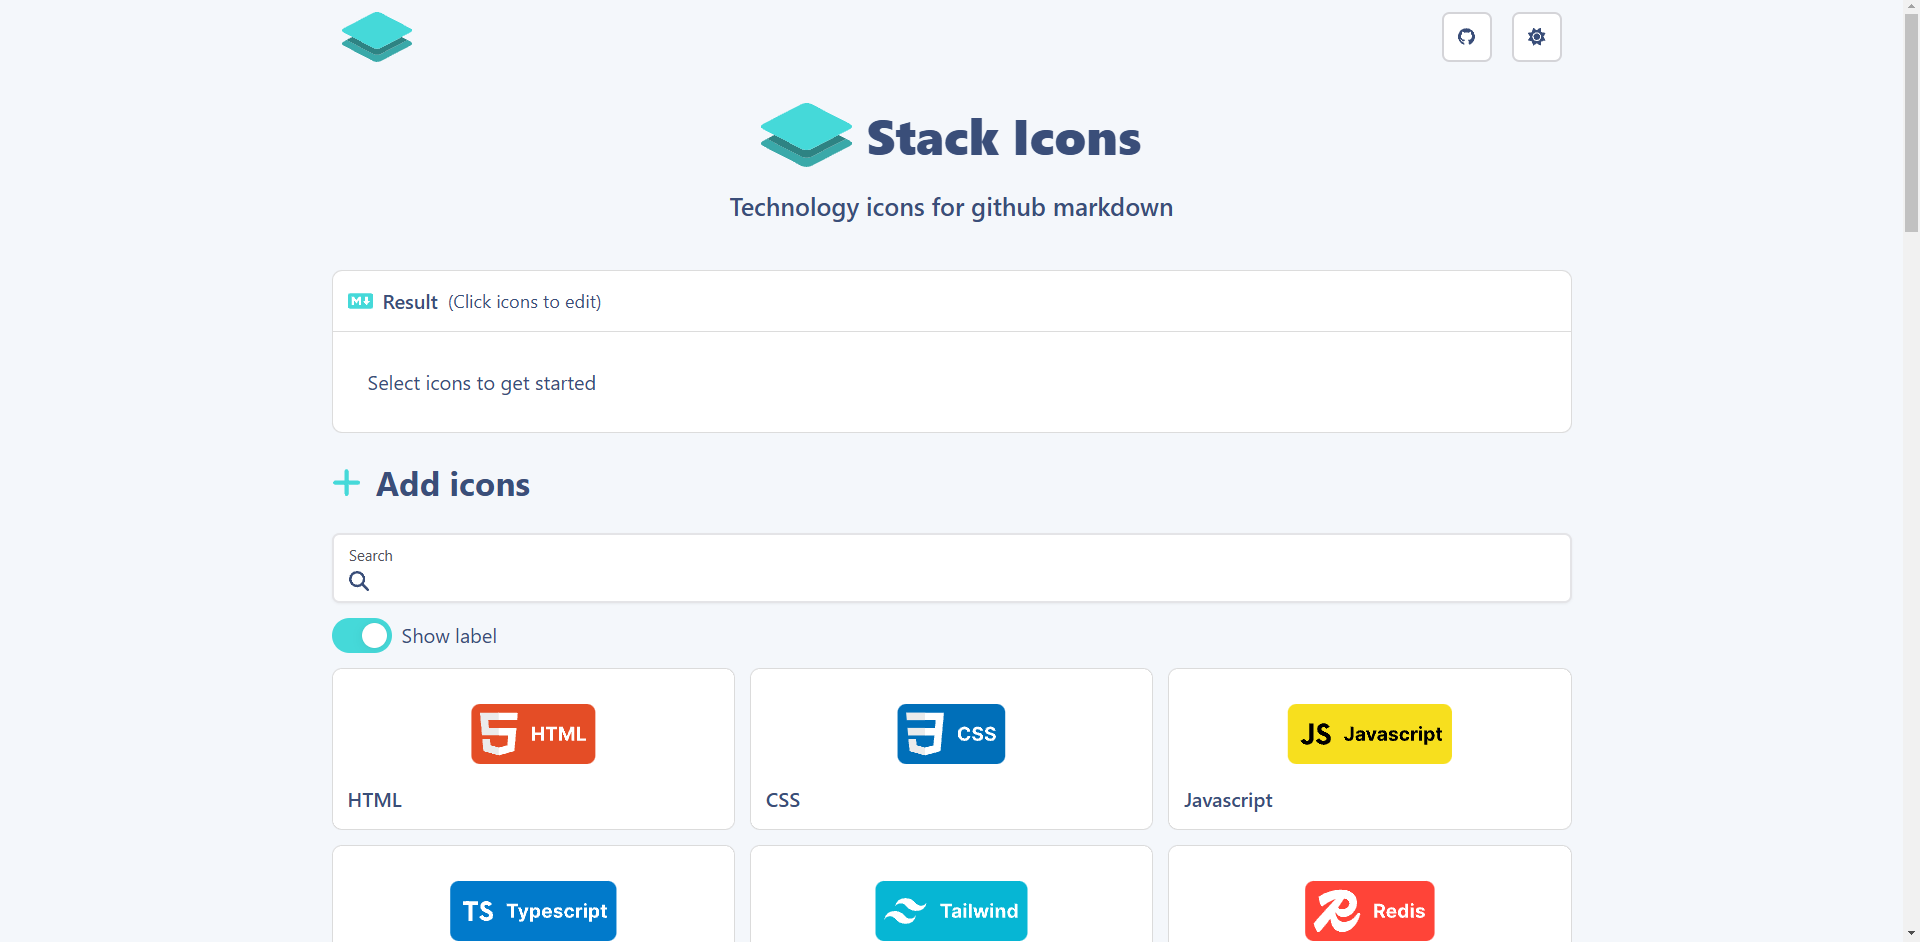 Stack Icons
Technology icons for github markdown
M Result (Click icons to edit)
Select icons to get started
Add icons
Search
Show label
HTML
CSS
JS Javascript
HTML
CSS
Javascript
TS Typescript
Tailwind
Redis